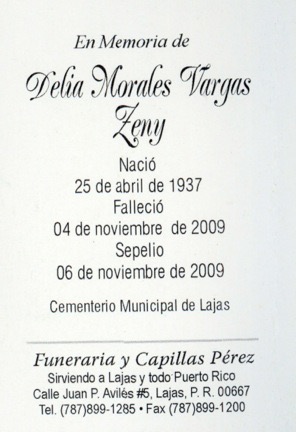 En Memoria de
Delia Morales Vargas
Zeny
Nació
25 de abril de 1937
Falleció
04 de noviembre de 2009
Sepelio
06 de noviembre de 2009
Cementerio Municipal de Lajas
Funeraria y Capillas Pérez
Sirviendo a Lajas y todo Puerto Rico
Calle Juan P. Avilés #5, Lajas, P. R. 00667
Tel. (787)899-1285 • Fax (787)899-1200